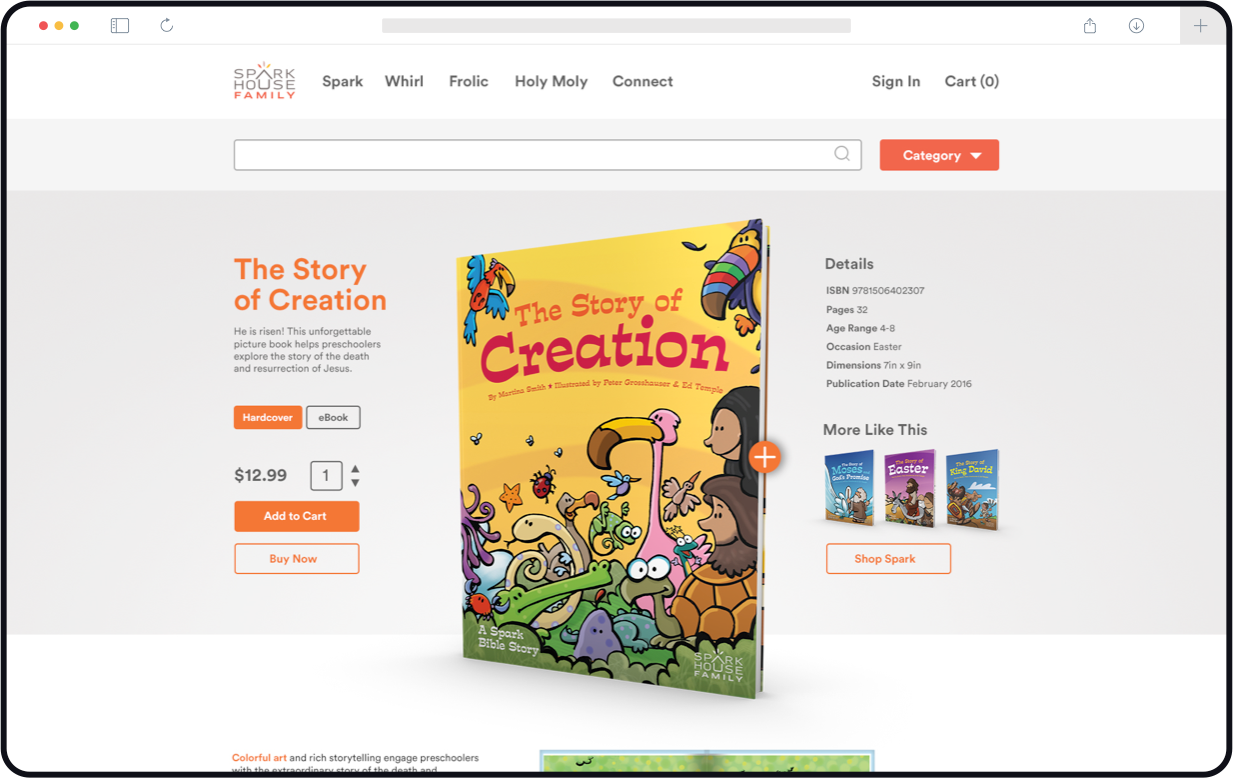 SPARK
HOUSE
FAMILY
Spark
Whirl
Frolic
Holy Moly
Connect
Sign In
Cart (0)
Category
The Story
of Creation
He is risen! This unforgettable
picture book helps preschoolers
explore the story of the death
and resurrection of Jesus.
Hardcover
eBook
$12.99
1
Add to Cart
Buy Now
The Story of
Creation
By Martina Smith ★ Illustrated by Peter Grosshauser & Ed Temple
A Spark
Bible Story
SPARK
HOUSE
FAMILY
Details
ISBN 9781506402307
Pages 32
Age Range 4-8
Occasion Easter
Dimensions 7in x 9in
Publication Date February 2016
More Like This
The Story of
Moses and
God's Promise
The Story of
Easter
The Story of
King David
Shop Spark
Colorful art and rich storytelling engage preschoolers
with the extraordinary story of the death and